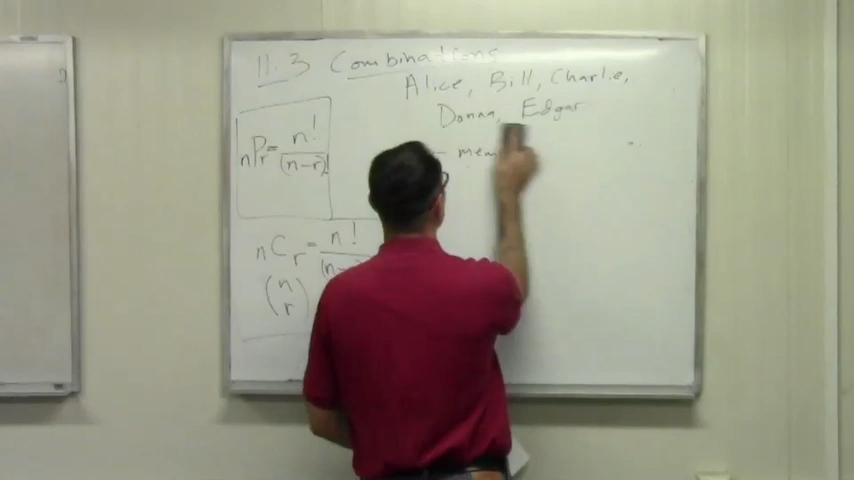 11.3 Combinations
Alice, Bill, Charlie,
Donna, Edgar
nPr = n!
(n-r)!
nCr = n!
(n
(n
r)